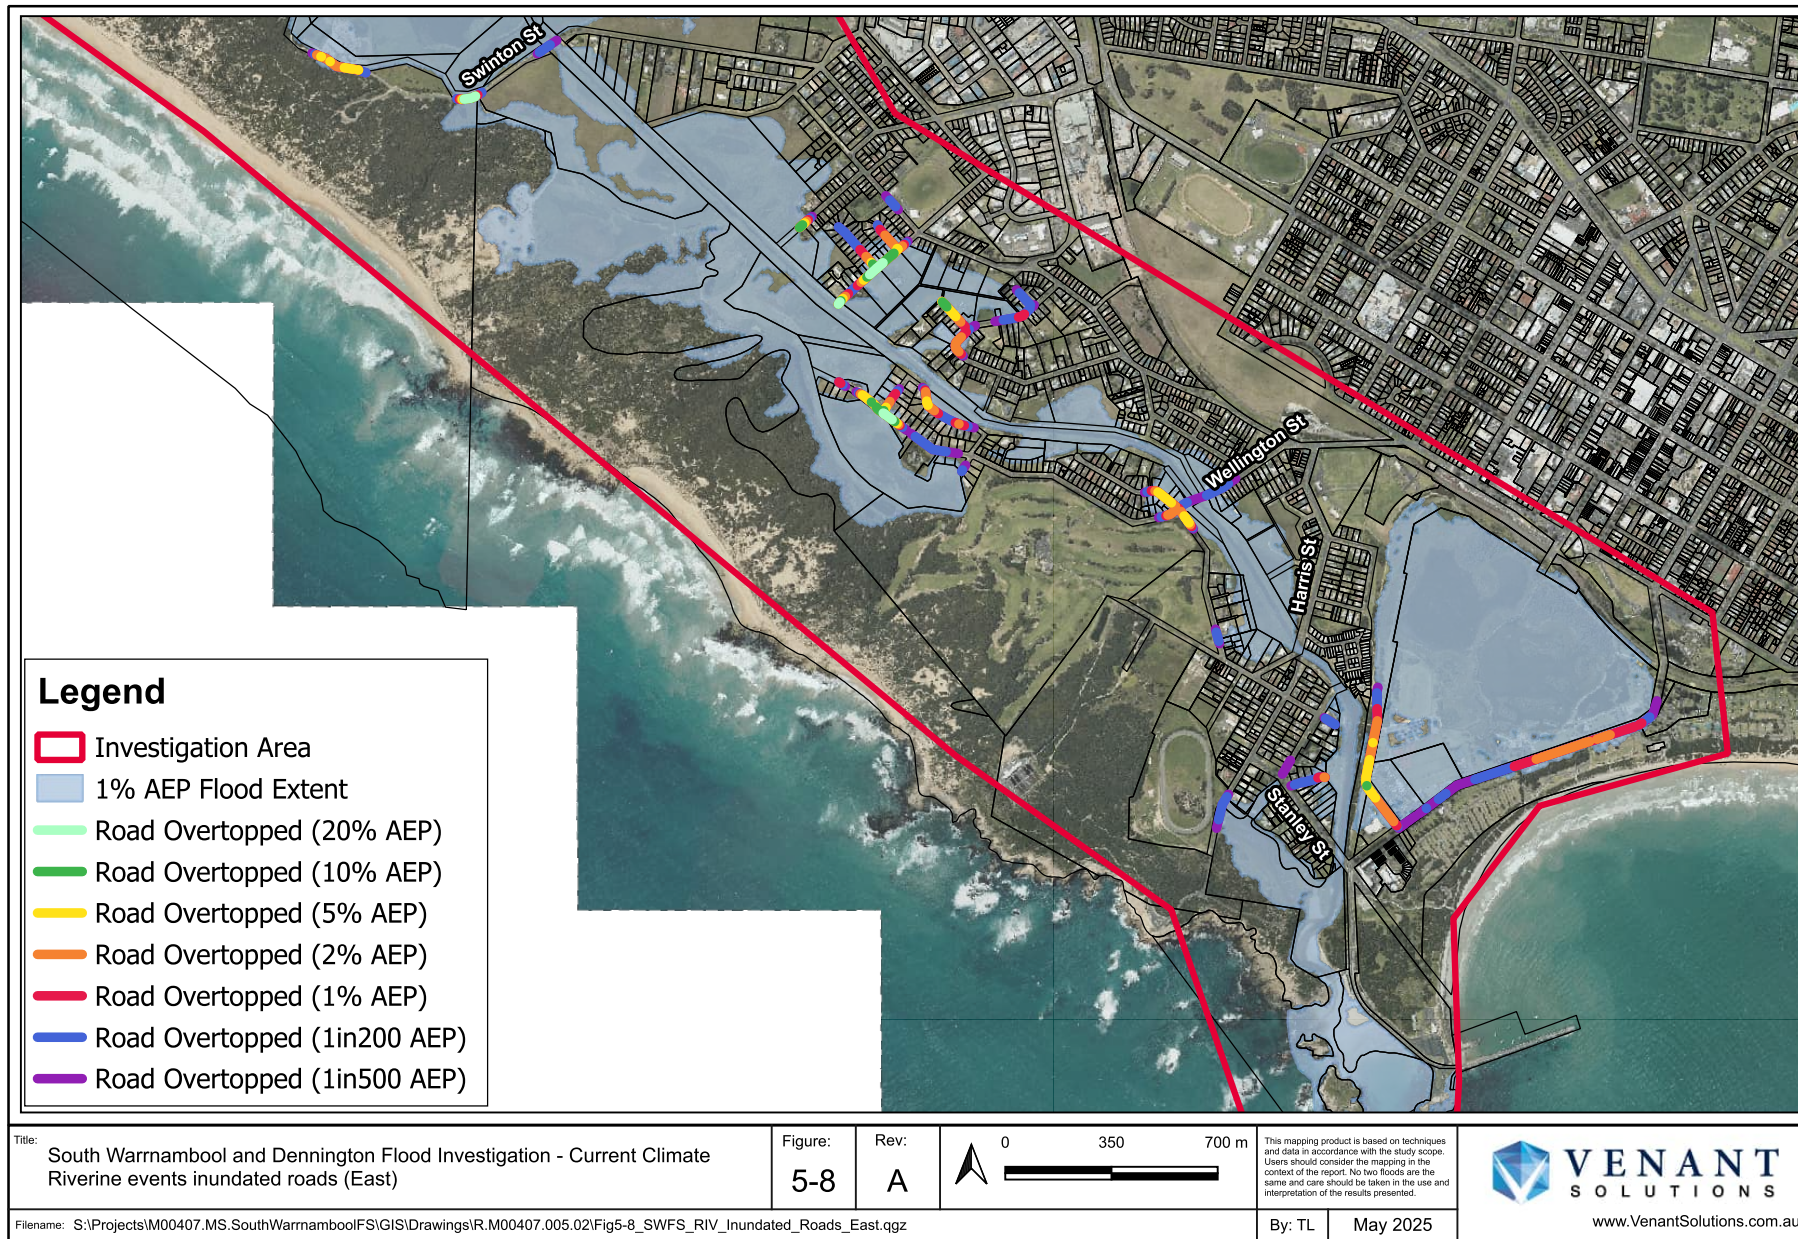 Swinton St
Wellington St
Harris St
Stanley St
Legend
Investigation Area
1% AEP Flood Extent
Road Overtopped (20% AEP)
Road Overtopped (10% AEP)
Road Overtopped (5% AEP)
Road Overtopped (2% AEP)
Road Overtopped (1% AEP)
Road Overtopped (1in200 AEP)
Road Overtopped (1in500 AEP)
Title:
South Warrnambool and Dennington Flood Investigation - Current Climate
Riverine events inundated roads (East)
Figure:
5-8
Rev:
A
0 350 700 m
This mapping product is based on techniques
and data in accordance with the study scope.
Users should consider the mapping in the
context of the report. No two floods are the
same and care should be taken in the use and
interpretation of the results presented.
VENANT
SOLUTIONS
Filename: S:\Projects\M00407.MS.SouthWarrnamboolFS\GIS\Drawings\R.M00407.005.02\Fig5-8_SWFS_RIV_Inundated_Roads_East.qgz
By: TL
May 2025
www.VenantSolutions.com.au